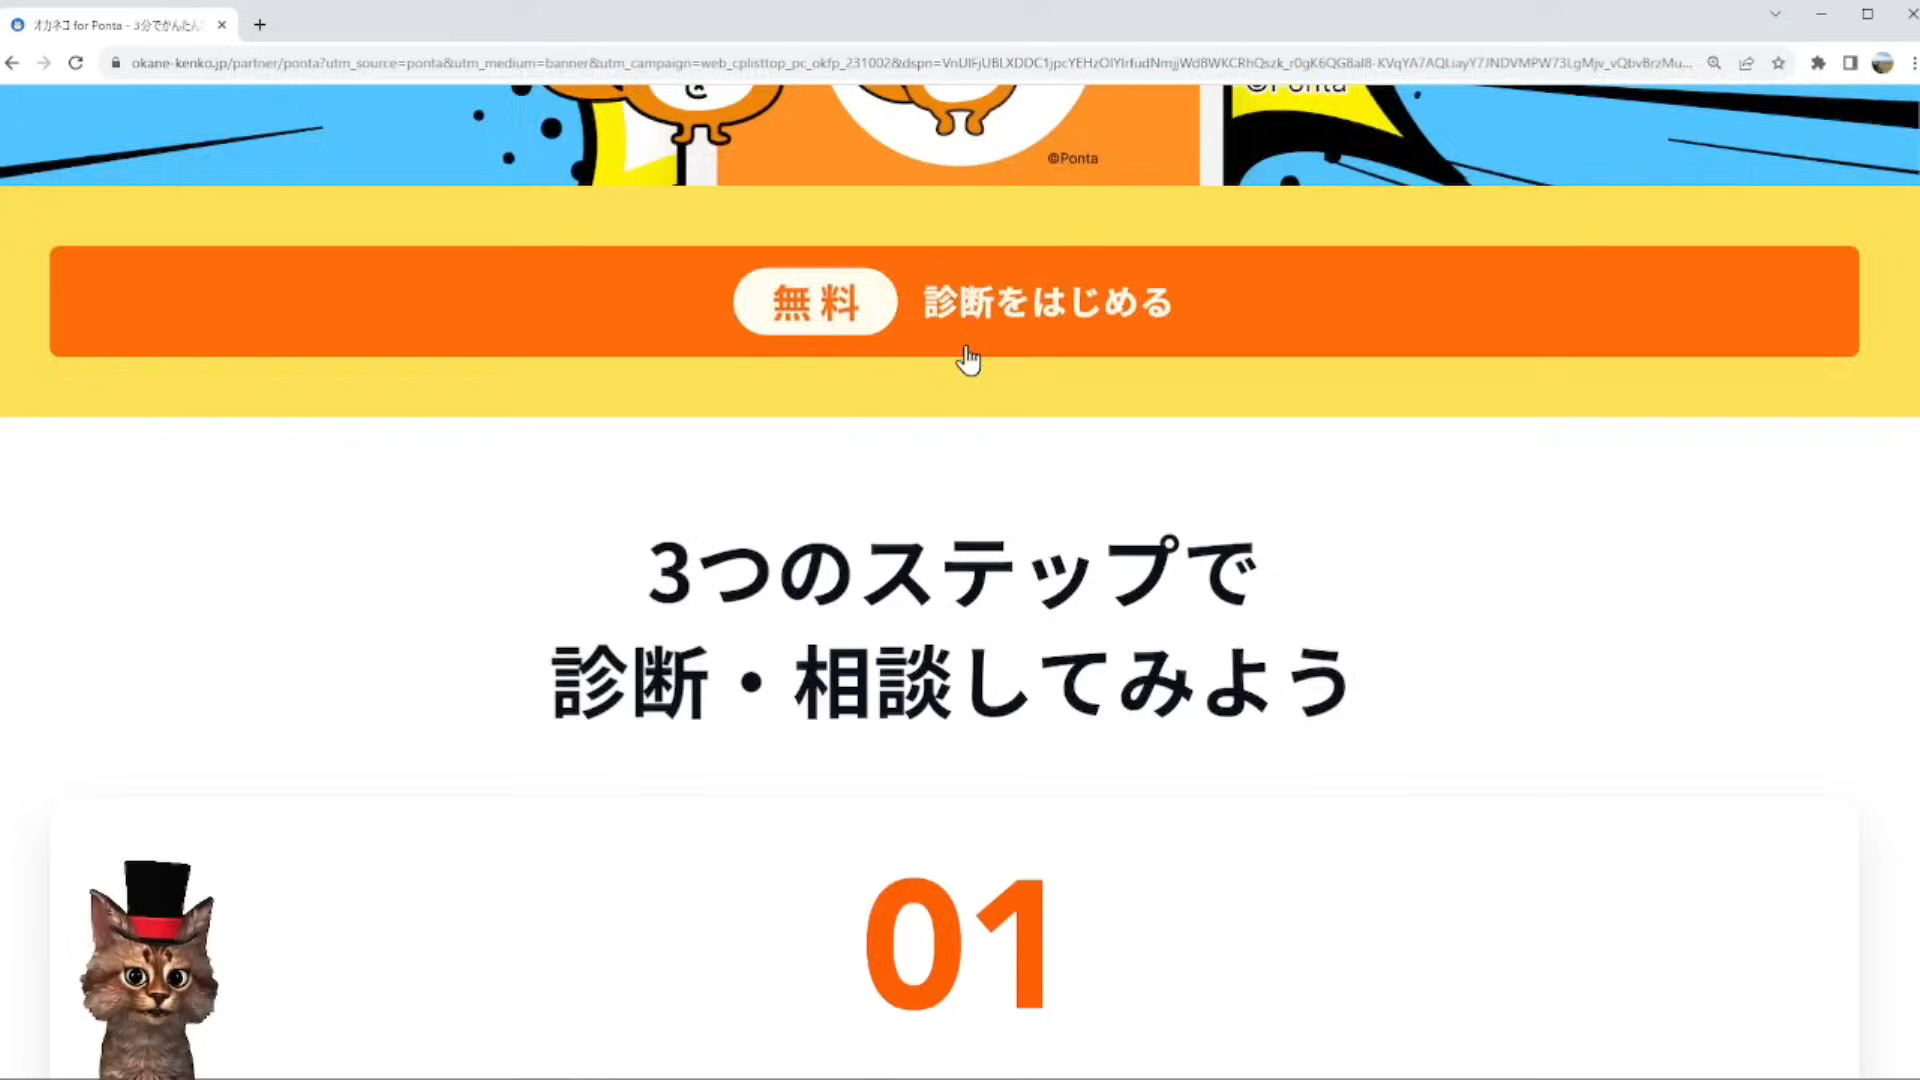 オカネコ for Ponta - 3分でかんたん
okane-kenko.jp/partner/ponta?utm_source=ponta&utm_medium=banner&utm_campaign=web_cplisttop_pc_okfp_231002&dspn=
©Ponta
©Ponta
無料 診断をはじめる
3つのステップで
診断・相談してみよう
01